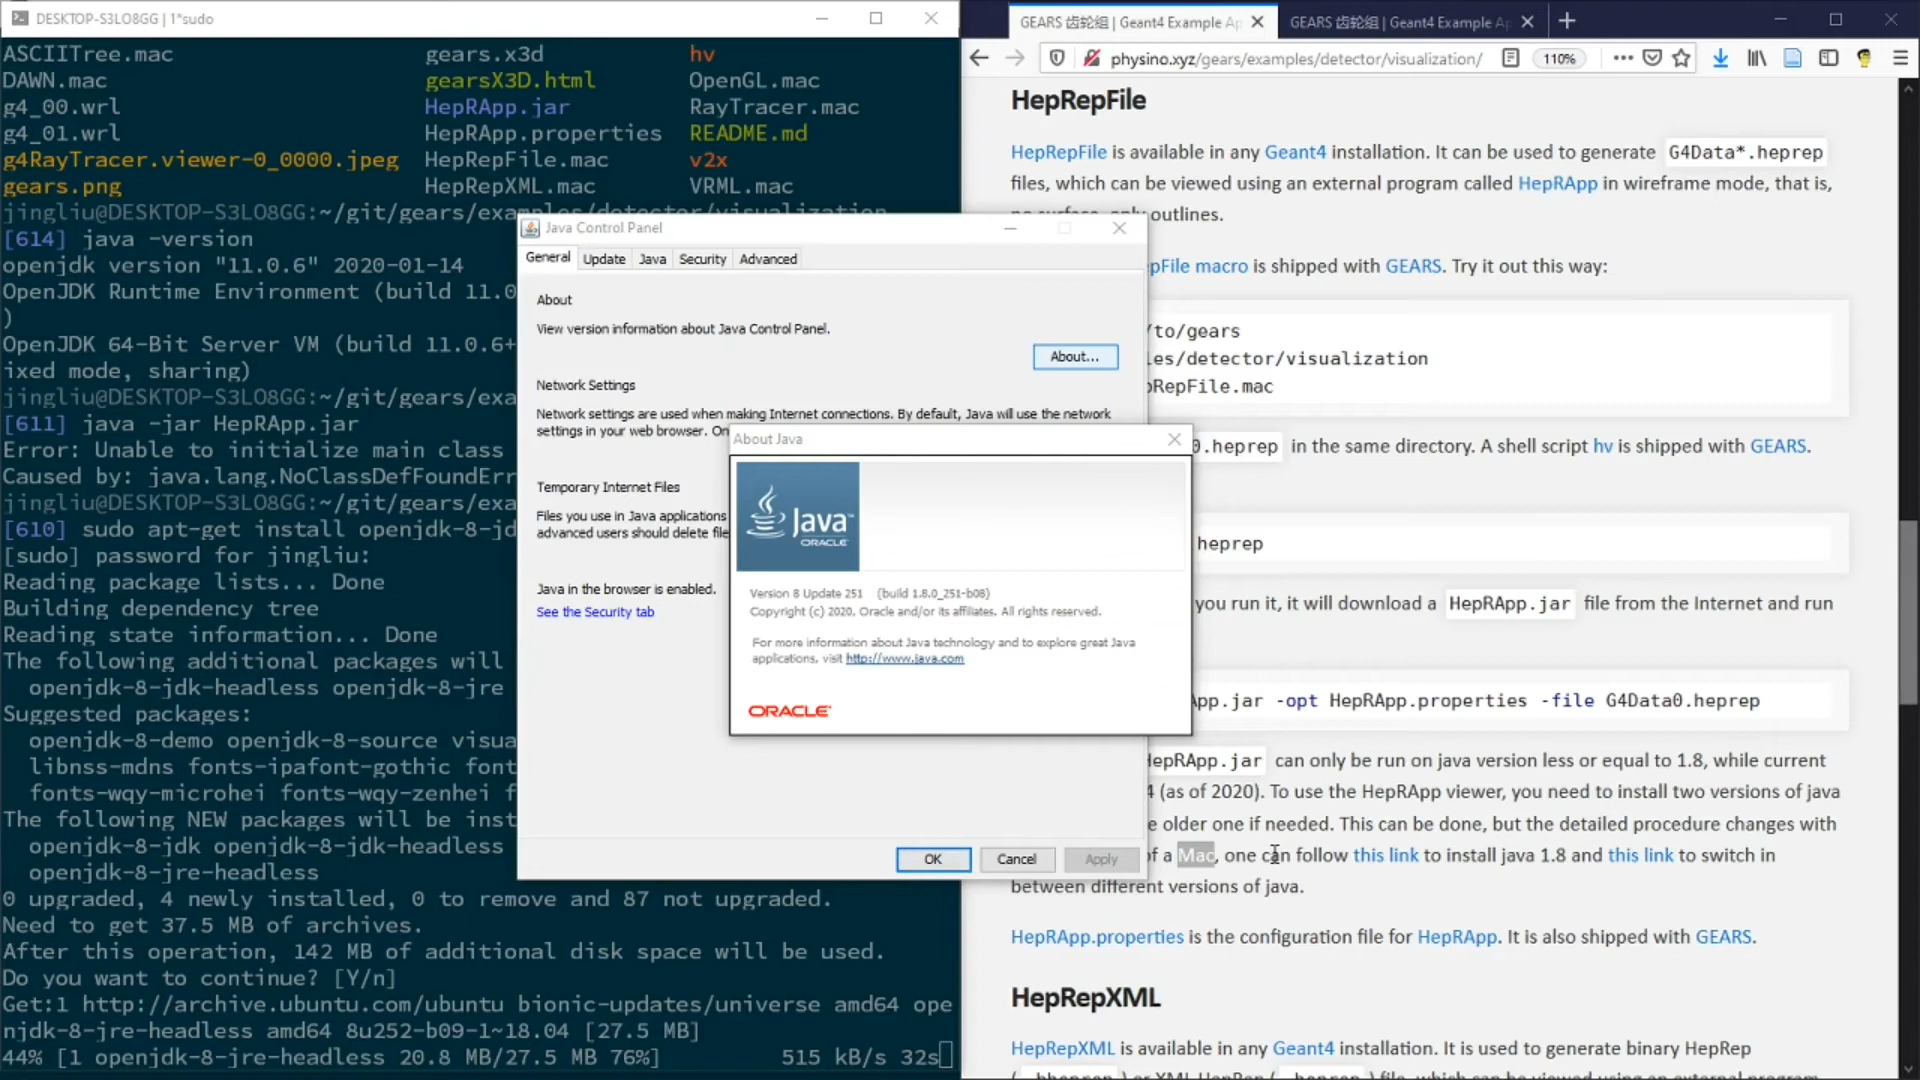 DESKTOP-S3LO8GG | 1*sudo
ASCIITree.mac gears.x3d hv
DAWN.mac gearsX3D.html OpenGL.mac
g4_00.wrl HepRApp.jar RayTracer.mac
g4_01.wrl HepRApp.properties README.md
g4RayTracer.viewer-0_0000.jpeg HepRepFile.mac v2x
gears.png HepRepXML.mac VRML.mac
jingliu@DESKTOP-S3LO8GG:~/git/gears/examples/detector/visualization
[614] java -version
openjdk version "11.0.6" 2020-01-14
OpenJDK Runtime Environment (build 11.0
)
OpenJDK 64-Bit Server VM (build 11.0.6+
ixed mode, sharing)
jingliu@DESKTOP-S3LO8GG:~/git/gears/exa
[611] java -jar HepRApp.jar
Error: Unable to initialize main class
Caused by: java.lang.NoClassDefFoundErr
jingliu@DESKTOP-S3LO8GG:~/git/gears/exa
[610] sudo apt-get install openjdk-8-jd
[sudo] password for jingliu:
Reading package lists... Done
Building dependency tree
Reading state information... Done
The following additional packages will
openjdk-8-jdk-headless openjdk-8-jre
Suggested packages:
openjdk-8-demo openjdk-8-source visua
libnss-mdns fonts-ipafont-gothic font
fonts-wqy-microhei fonts-wqy-zenhei f
The following NEW packages will be inst
openjdk-8-jdk openjdk-8-jdk-headless
openjdk-8-jre-headless
0 upgraded, 4 newly installed, 0 to remove and 87 not upgraded.
Need to get 37.5 MB of archives.
After this operation, 142 MB of additional disk space will be used.
Do you want to continue? [Y/n]
Get:1 http://archive.ubuntu.com/ubuntu bionic-updates/universe amd64 ope
njdk-8-jre-headless amd64 8u252-b09-1~18.04 [27.5 MB]
44% [1 openjdk-8-jre-headless 20.8 MB/27.5 MB 76%] 515 kB/s 32s
Java Control Panel
General Update Java Security Advanced
About
View version information about Java Control Panel.
About...
Network Settings
Network settings are used when making Internet connections. By default, Java will use the network
settings in your web browser. On
Temporary Internet Files
Files you use in Java applications
advanced users should delete file
Java in the browser is enabled.
See the Security tab
OK Cancel Apply
About Java
Java
ORACLE
Version 8 Update 251 (build 1.8.0_251-b08)
Copyright (c) 2020, Oracle and/or its affiliates. All rights reserved.
For more information about Java technology and to explore great Java
applications, visit http://www.java.com
ORACLE
GEARS 齿轮组 | Geant4 Example Ap GEARS 齿轮组 | Geant4 Example Ap
physino.xyz/gears/examples/detector/visualization/ 110%
HepRepFile
HepRepFile is available in any Geant4 installation. It can be used to generate G4Data*.heprep
files, which can be viewed using an external program called HepRApp in wireframe mode, that is,
no surface, only outlines.
pFile macro is shipped with GEARS. Try it out this way:
/to/gears
les/detector/visualization
pRepFile.mac
0.heprep in the same directory. A shell script hv is shipped with GEARS.
heprep
you run it, it will download a HepRApp.jar file from the Internet and run
App.jar -opt HepRApp.properties -file G4Data0.heprep
HepRApp.jar can only be run on java version less or equal to 1.8, while current
4 (as of 2020). To use the HepRApp viewer, you need to install two versions of java
e older one if needed. This can be done, but the detailed procedure changes with
of a Mac, one can follow this link to install java 1.8 and this link to switch in
between different versions of java.
HepRApp.properties is the configuration file for HepRApp. It is also shipped with GEARS.
HepRepXML
HepRepXML is available in any Geant4 installation. It is used to generate binary HepRep